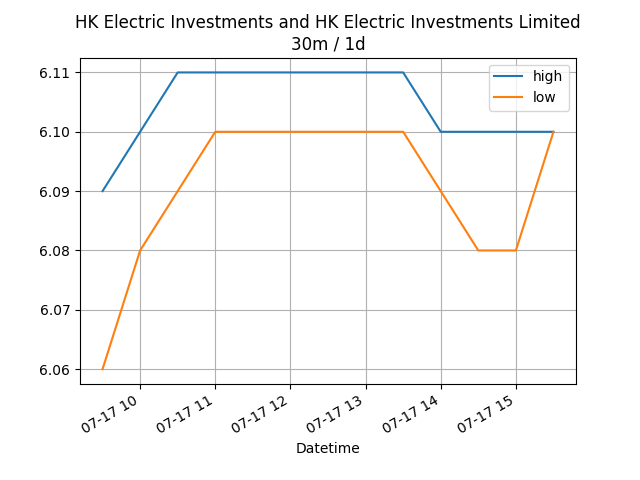 HK Electric Investments and HK Electric Investments Limited
30m / 1d
high
low
6.11
6.10
6.09
6.08
6.07
6.06
07-17 10
07-17 11
07-17 12
07-17 13
07-17 14
07-17 15
Datetime